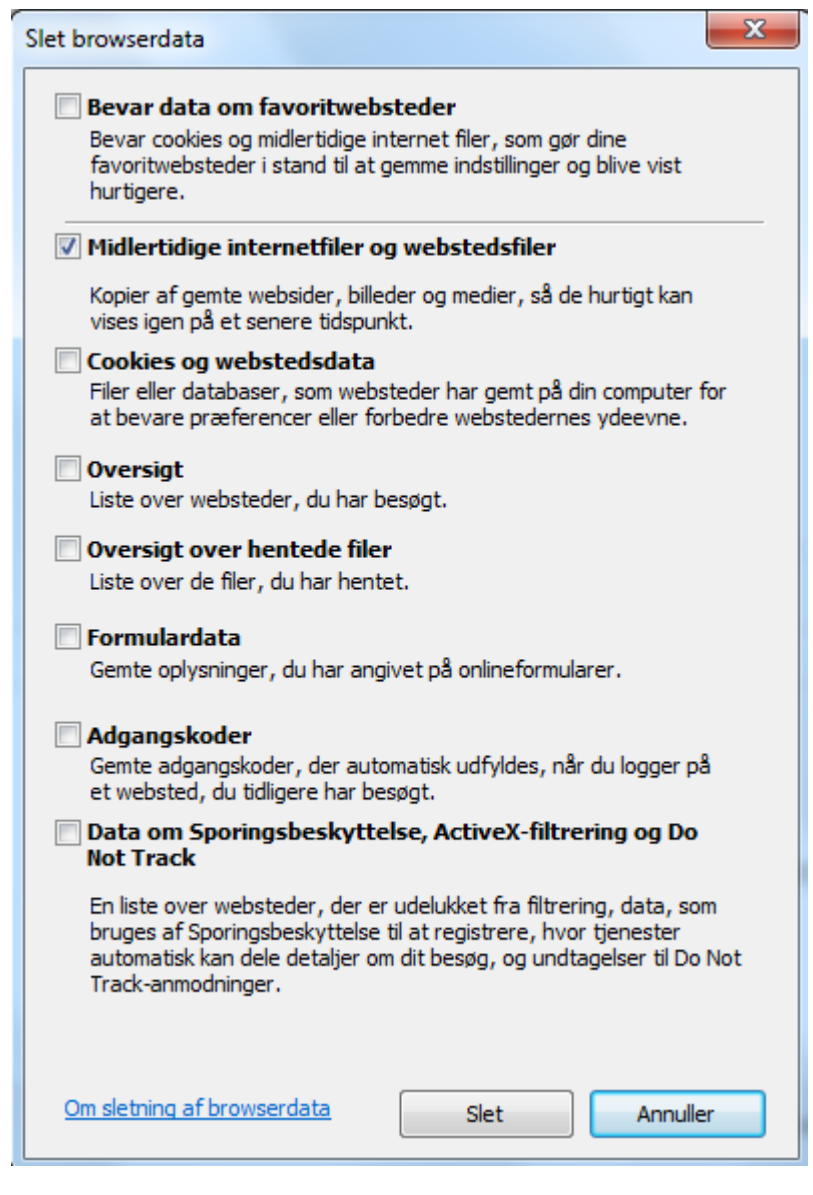 Slet browserdata
Bevar data om favoritwebsteder
Bevar cookies og midlertidige internet filer, som gør dine
favoritwebsteder i stand til at gemme indstillinger og blive vist
hurtigere.
Midlertidige internetfiler og webstedsfiler
Kopier af gemte websider, billeder og medier, så de hurtigt kan
vises igen på et senere tidspunkt.
Cookies og webstedsdata
Filer eller databaser, som websteder har gemt på din computer for
at bevare præferencer eller forbedre webstedernes ydeevne.
Oversigt
Liste over websteder, du har besøgt.
Oversigt over hentede filer
Liste over de filer, du har hentet.
Formulardata
Gemte oplysninger, du har angivet på onlineformularer.
Adgangskoder
Gemte adgangskoder, der automatisk udfyldes, når du logger på
et websted, du tidligere har besøgt.
Data om Sporingsbeskyttelse, ActiveX-filtrering og Do
Not Track
En liste over websteder, der er udelukket fra filtrering, data, som
bruges af Sporingsbeskyttelse til at registrere, hvor tjenester
automatisk kan dele detaljer om dit besøg, og undtagelser til Do Not
Track-anmodninger.
Om sletning af browserdata
Slet
Annuller